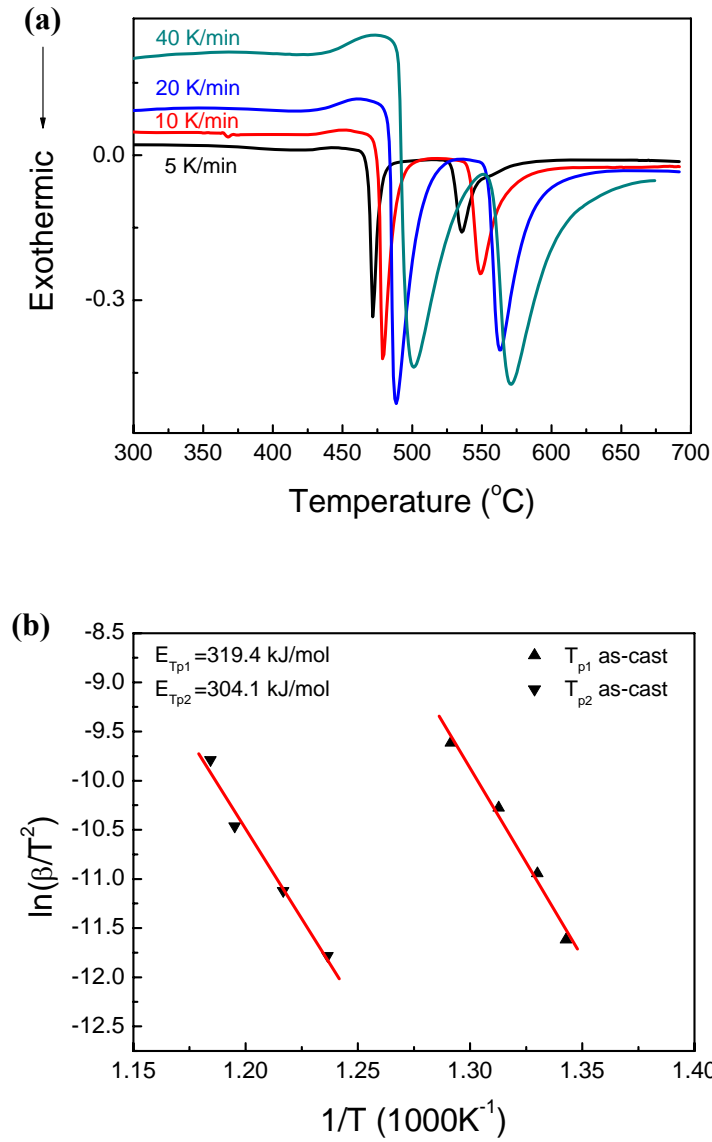 (a)
Exothermic
40 K/min
20 K/min
10 K/min
5 K/min
0.0
-0.3
300 350 400 450 500 550 600 650 700
Temperature (°C)
(b)
ln(β/T²)
-8.5
-9.0
-9.5
-10.0
-10.5
-11.0
-11.5
-12.0
-12.5
E_Tp1 =319.4 kJ/mol
E_Tp2 =304.1 kJ/mol
▲ T_p1 as-cast
▼ T_p2 as-cast
1.15 1.20 1.25 1.30 1.35 1.40
1/T (1000K⁻¹)